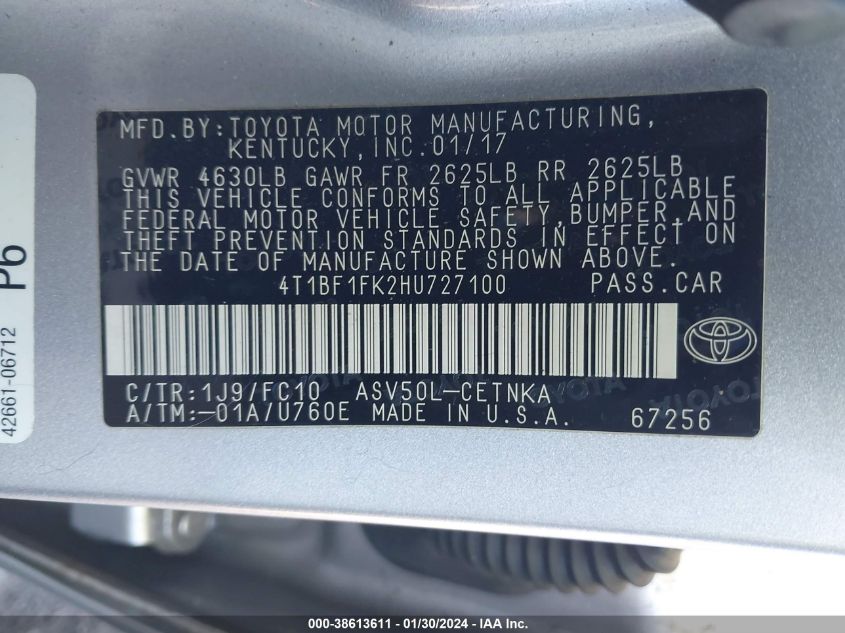 MFD.BY:TOYOTA MOTOR MANUFACTURING,
KENTUCKY,INC.01/17
GVWR 4630LB GAWR FR 2625LB RR 2625LB
THIS VEHICLE CONFORMS TO ALL APPLICABLE
FEDERAL MOTOR VEHICLE SAFETY,BUMPER,AND
THEFT PREVENTION STANDARDS IN EFFECT ON
THE DATE OF MANUFACTURE SHOWN ABOVE.
4T1BF1FK2HU727100 PASS.CAR
C/TR:1J9/FC10 ASV50L-CETNKA
A/TM:-01A/U760E MADE IN U.S.A. 67256
42661-06712
000-38613611 - 01/30/2024 - IAA Inc.